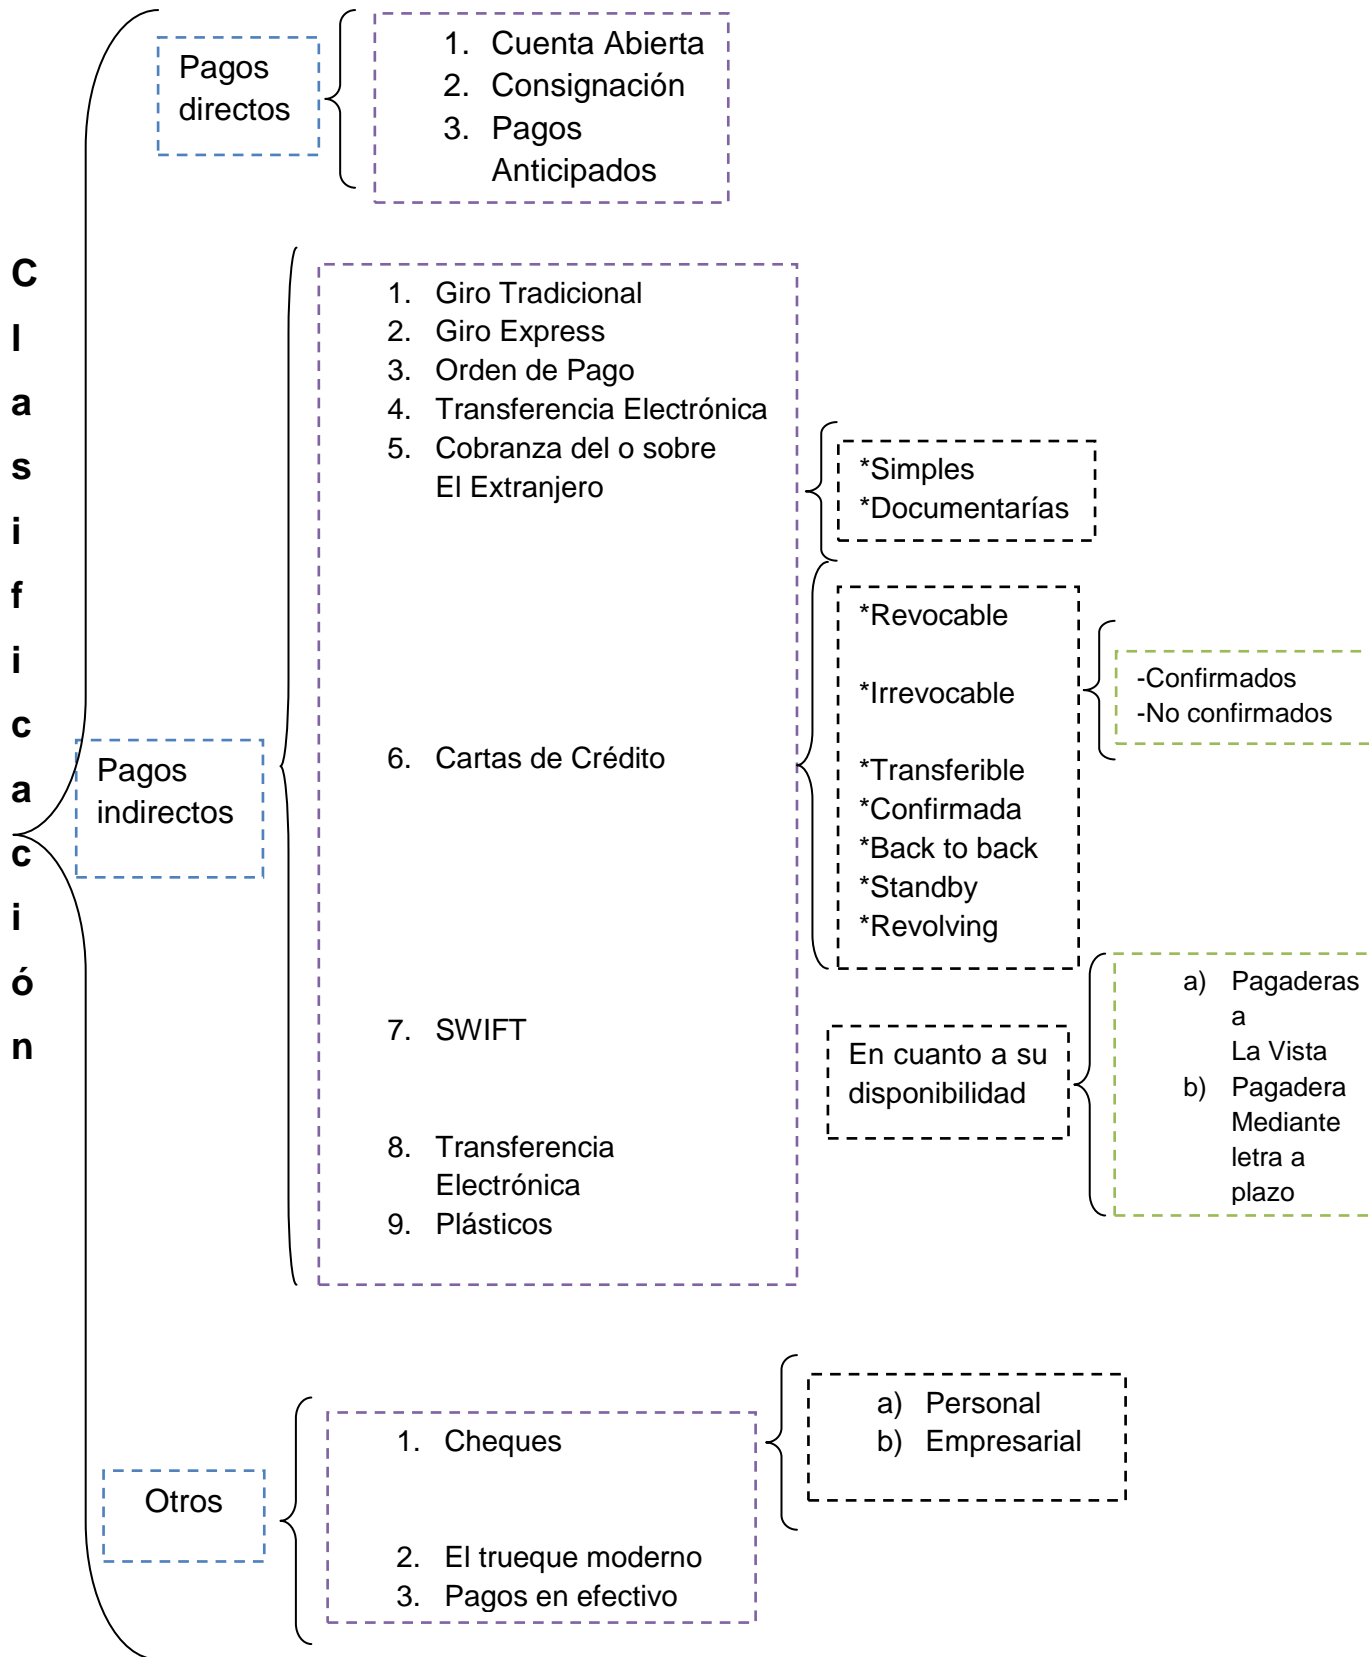 Clasificación
Pagos
directos
1. Cuenta Abierta
2. Consignación
3. Pagos
Anticipados
Pagos
indirectos
1. Giro Tradicional
2. Giro Express
3. Orden de Pago
4. Transferencia Electrónica
5. Cobranza del o sobre
El Extranjero
*Simples
*Documentarías
6. Cartas de Crédito
*Revocable
*Irrevocable
-Confirmados
-No confirmados
*Transferible
*Confirmada
*Back to back
*Standby
*Revolving
En cuanto a su
disponibilidad
a) Pagaderas
a
La Vista
b) Pagadera
Mediante
letra a
plazo
7. SWIFT
8. Transferencia
Electrónica
9. Plásticos
Otros
1. Cheques
a) Personal
b) Empresarial
2. El trueque moderno
3. Pagos en efectivo